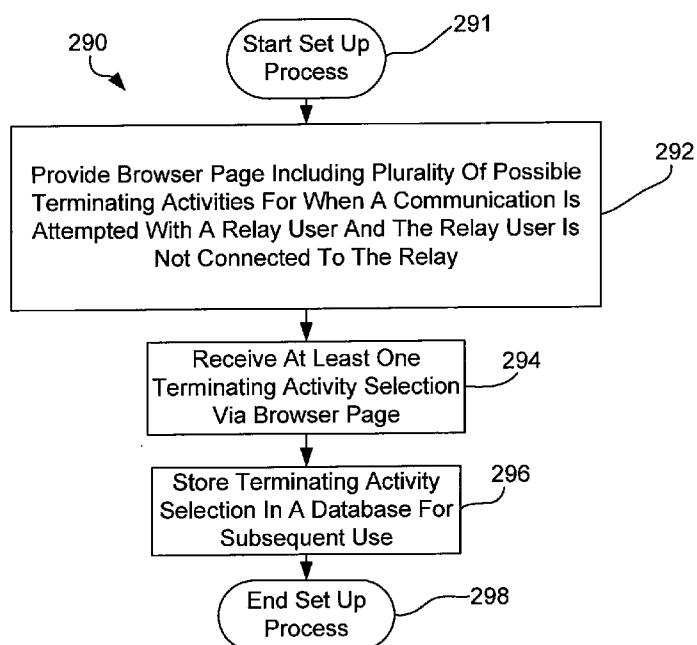 290
Start Set Up
Process
291
Provide Browser Page Including Plurality Of Possible
Terminating Activities For When A Communication Is
Attempted With A Relay User And The Relay User Is
Not Connected To The Relay
292
Receive At Least One
Terminating Activity Selection
Via Browser Page
294
Store Terminating Activity
Selection In A Database For
Subsequent Use
296
End Set Up
Process
298